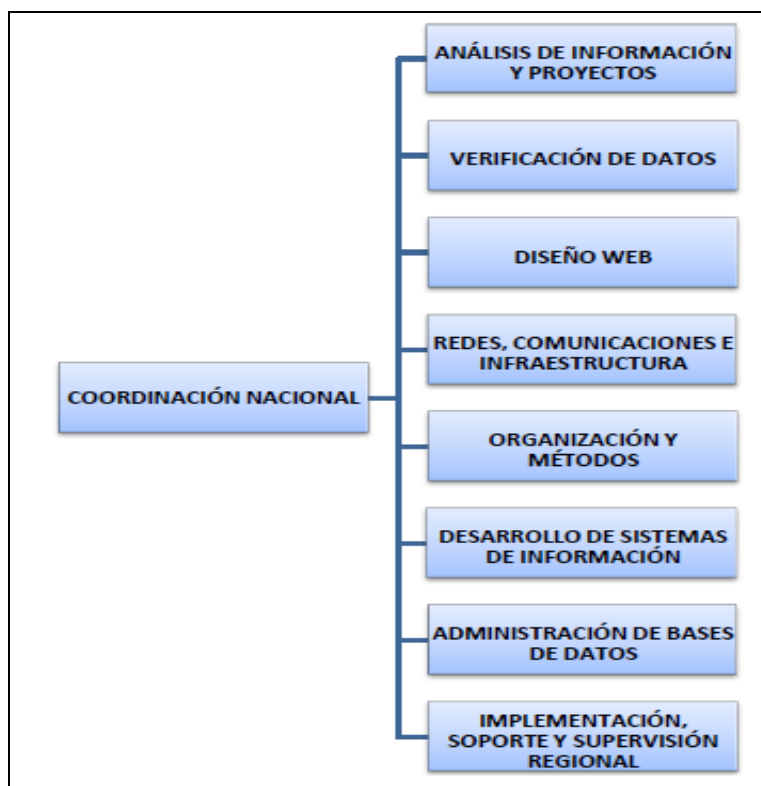 ANÁLISIS DE INFORMACIÓN
Y PROYECTOS
VERIFICACIÓN DE DATOS
DISEÑO WEB
REDES, COMUNICACIONES E
INFRAESTRUCTURA
COORDINACIÓN NACIONAL
ORGANIZACIÓN Y
MÉTODOS
DESARROLLO DE SISTEMAS
DE INFORMACIÓN
ADMINISTRACIÓN DE BASES
DE DATOS
IMPLEMENTACIÓN,
SOPORTE Y SUPERVISIÓN
REGIONAL